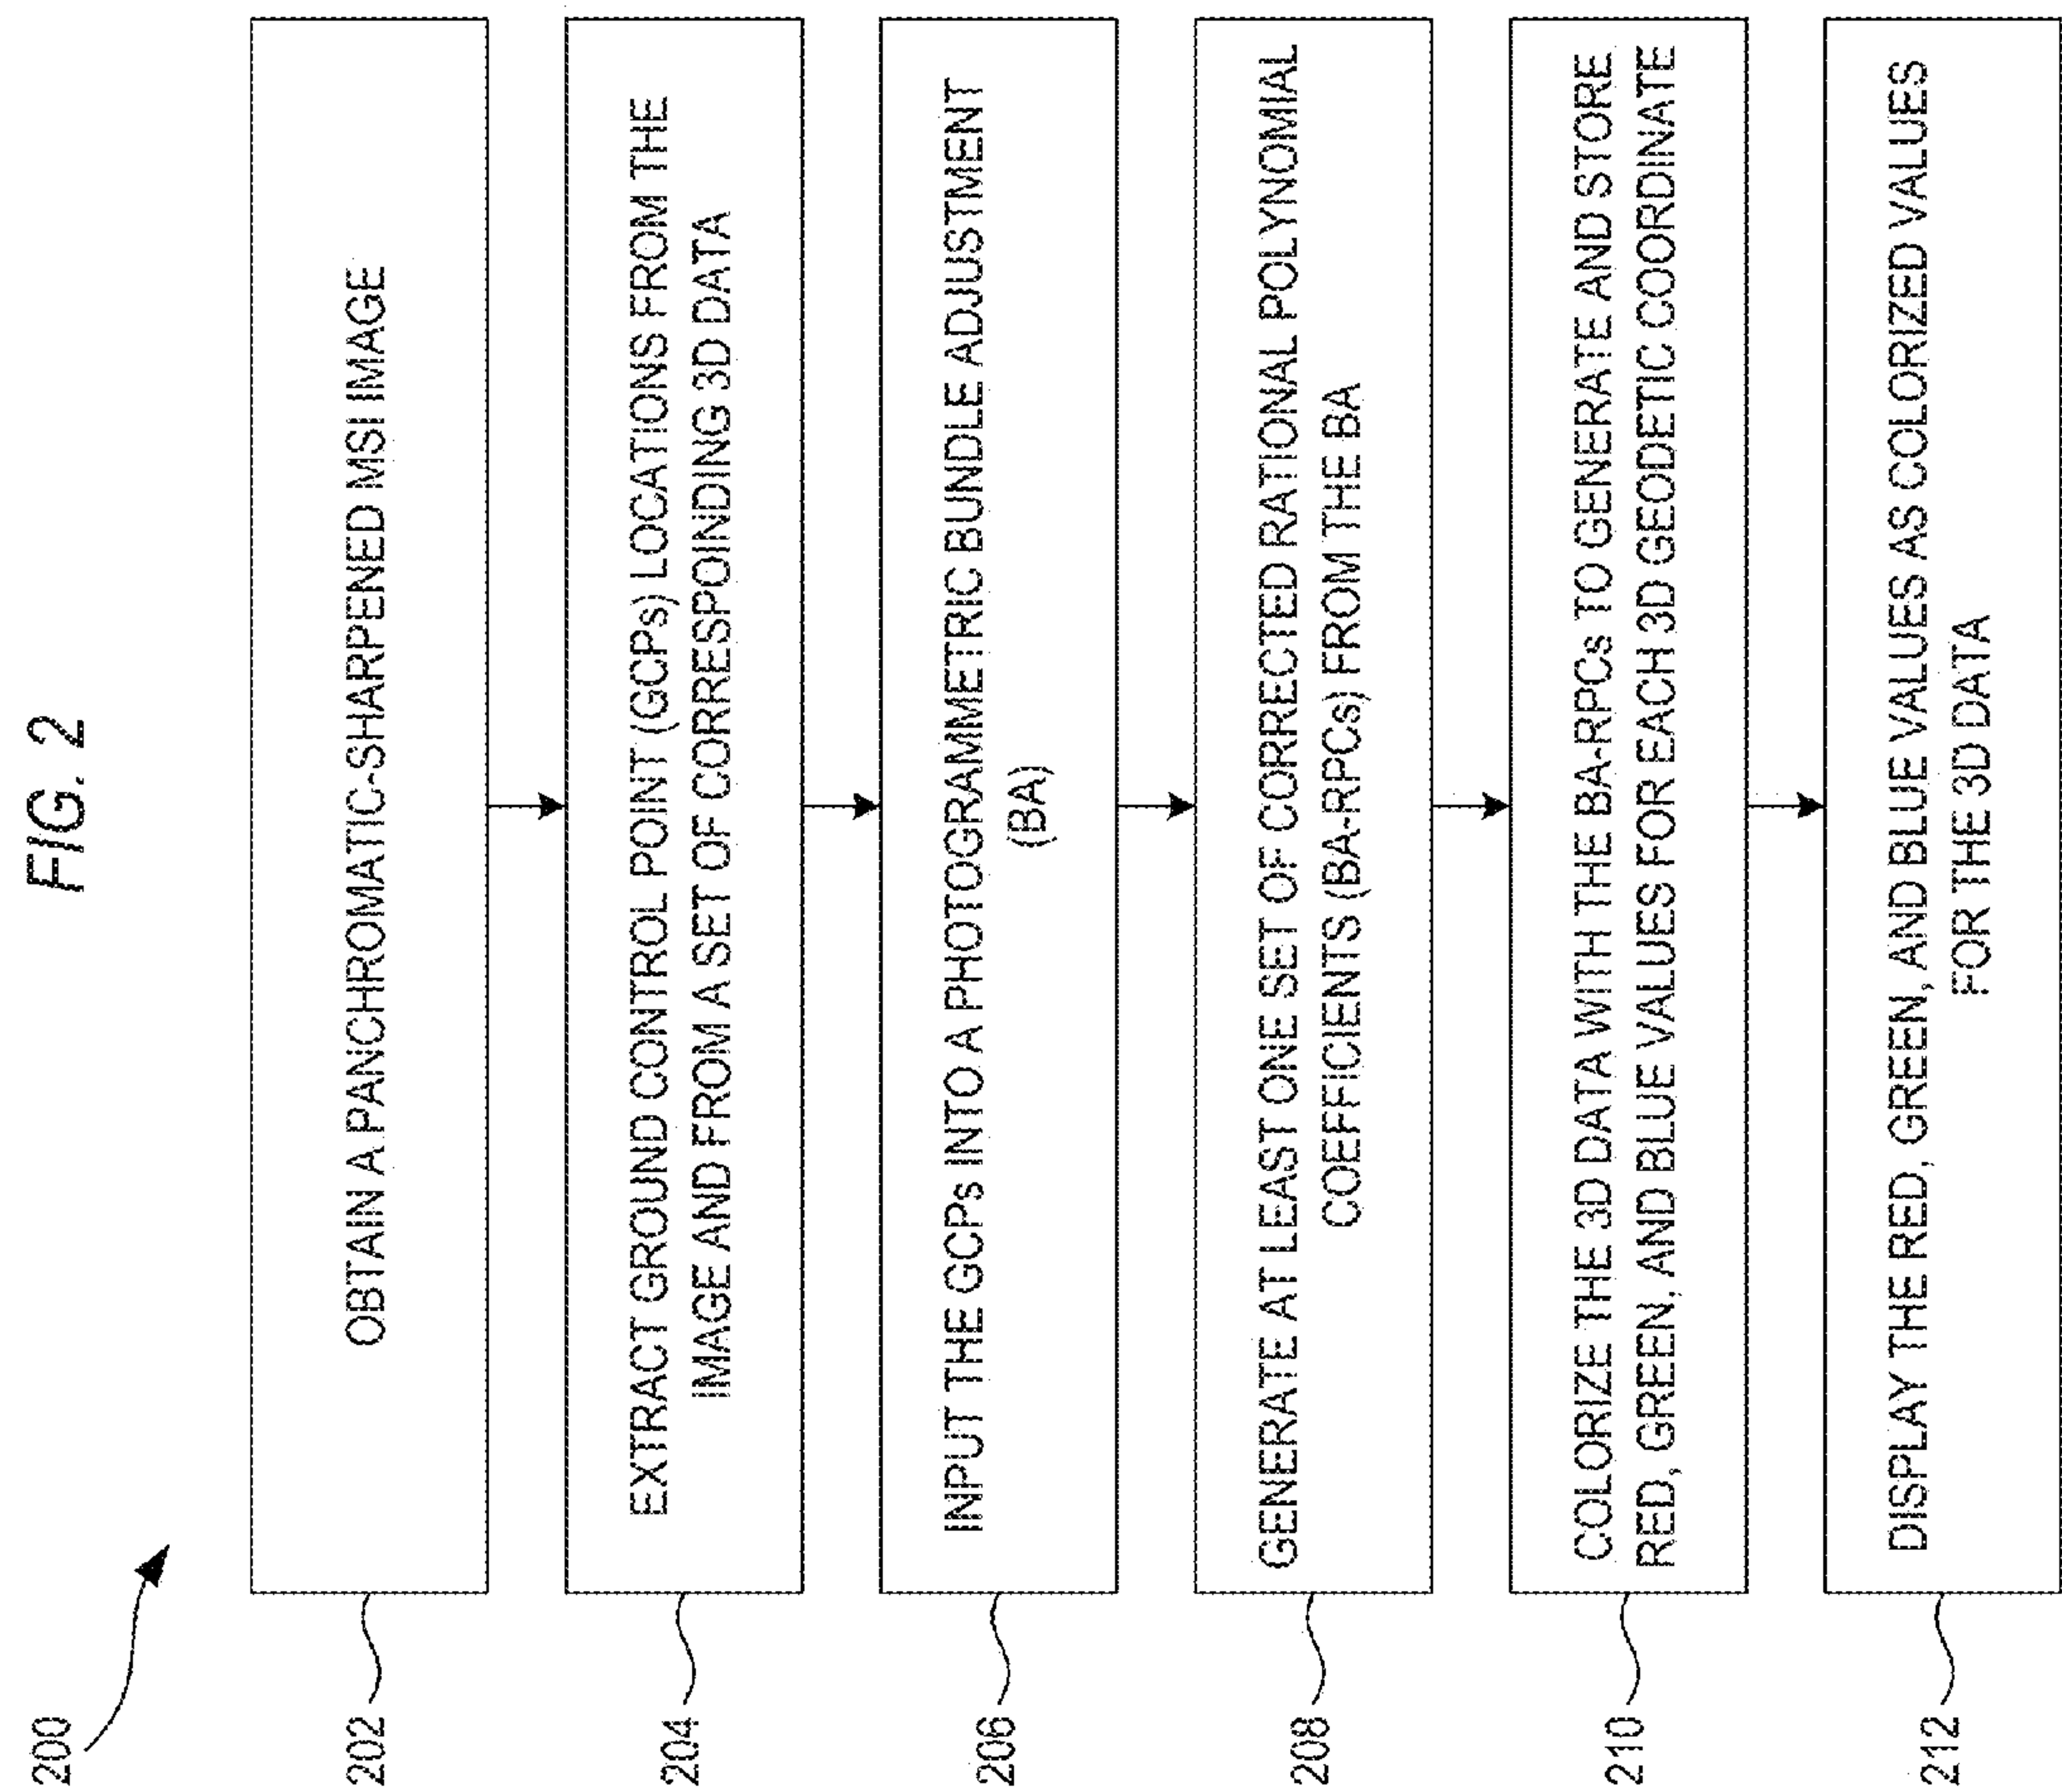 FIG. 2
200
202
OBTAIN A PANCHROMATIC-SHARPENED MSI IMAGE
204
EXTRACT GROUND CONTROL POINT (GCPs) LOCATIONS FROM THE
IMAGE AND FROM A SET OF CORRESPOINDING 3D DATA
206
INPUT THE GCPs INTO A PHOTOGRAMMETRIC BUNDLE ADJUSTMENT
(BA)
208
GENERATE AT LEAST ONE SET OF CORRECTED RATIONAL POLYNOMIAL
COEFFICIENTS (BA-RPCs) FROM THE BA
210
COLORIZE THE 3D DATA WITH THE BA-RPCs TO GENERATE AND STORE
RED, GREEN, AND BLUE VALUES FOR EACH 3D GEODETIC COORDINATE
212
DISPLAY THE RED, GREEN, AND BLUE VALUES AS COLORIZED VALUES
FOR THE 3D DATA